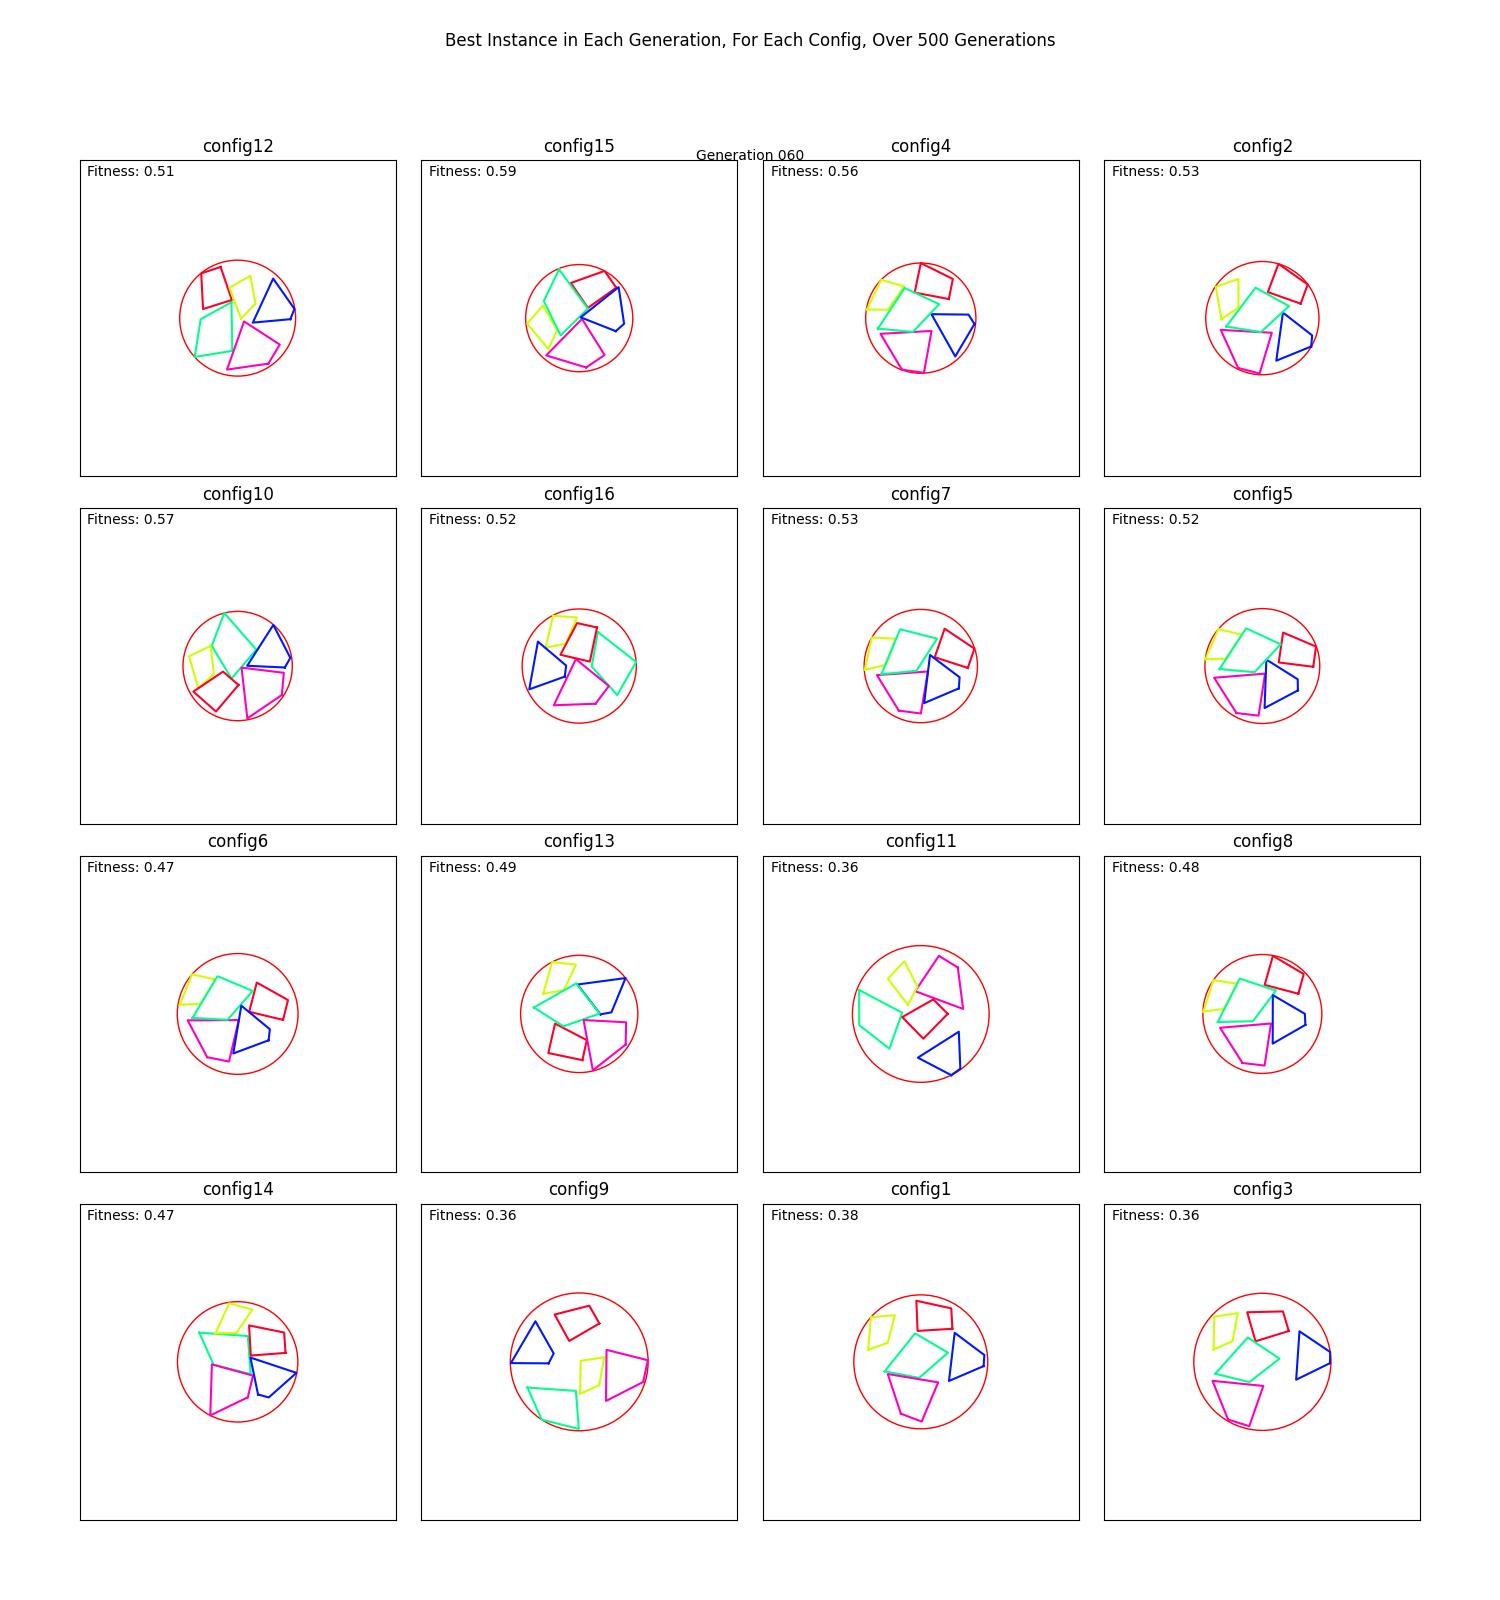 Best Instance in Each Generation, For Each Config, Over 500 Generations
Generation 060
config12
Fitness: 0.51
config15
Fitness: 0.59
config4
Fitness: 0.56
config2
Fitness: 0.53
config10
Fitness: 0.57
config16
Fitness: 0.52
config7
Fitness: 0.53
config5
Fitness: 0.52
config6
Fitness: 0.47
config13
Fitness: 0.49
config11
Fitness: 0.36
config8
Fitness: 0.48
config14
Fitness: 0.47
config9
Fitness: 0.36
config1
Fitness: 0.38
config3
Fitness: 0.36